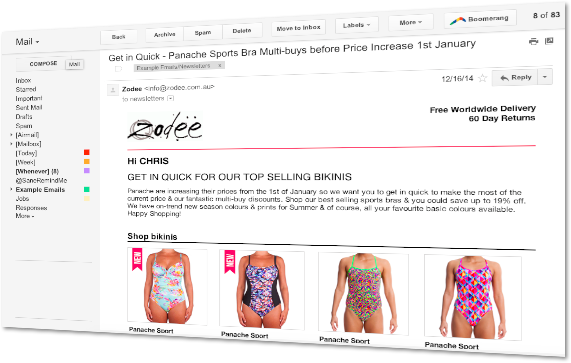 Mail
Back
Archive
Spam
Delete
Move to Inbox
Labels
More
Boomerang
8 of 83
COMPOSE
Mail
Get in Quick - Panache Sports Bra Multi-buys before Price Increase 1st January
Example Emails/Newsletters x
Inbox
Starred
Important
Sent Mail
Drafts
Spam
[Airmail]
[Mailbox]
[Today]
[Week]
[Whenever] (8)
@SaneRemindMe
Example Emails
Jobs
Responses
More
Zodee <info@zodee.com.au>
to newsletters
12/16/14
Reply
zodee
Free Worldwide Delivery
60 Day Returns
Hi CHRIS
GET IN QUICK FOR OUR TOP SELLING BIKINIS
Panache are increasing their prices from the 1st of January so we want you to get in quick to make the most of the
current price & our fantastic multi-buy discounts. Shop our best selling sports bras & you could save up to 19% off.
We have on-trend new season colours & prints for Summer & of course, all your favourite basic colours available.
Happy Shopping!
Shop bikinis
NEW
NEW
Panache Sport
Panache Sport
Panache Sport
Panache Sport